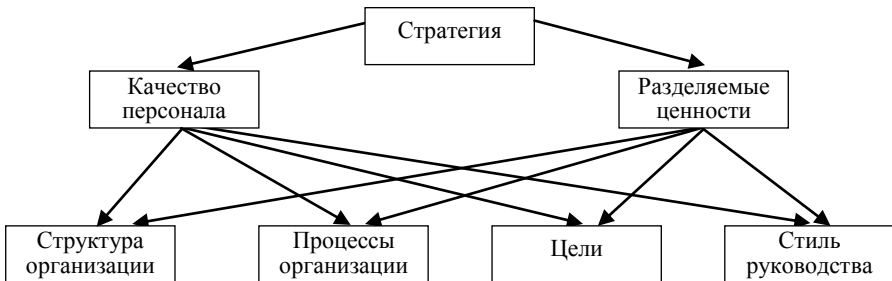 Стратегия
Качество
персонала
Разделяемые
ценности
Структура
организации
Процессы
организации
Цели
Стиль
руководства